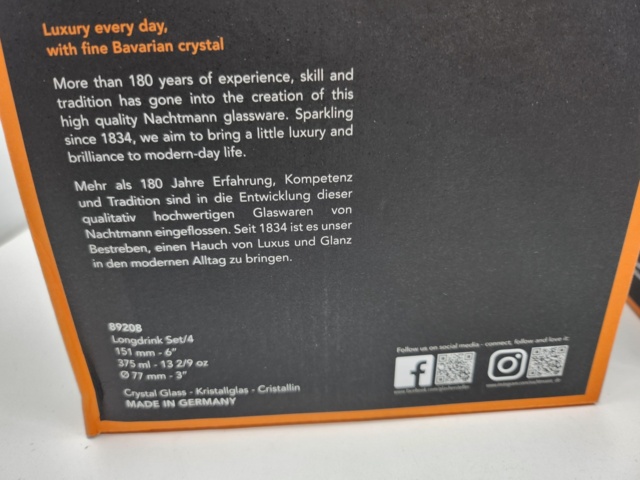 Luxury every day,
with fine Bavarian crystal
More than 180 years of experience, skill and
tradition has gone into the creation of this
high quality Nachtmann glassware. Sparkling
since 1834, we aim to bring a little luxury and
brilliance to modern-day life.
Mehr als 180 Jahre Erfahrung, Kompetenz
und Tradition sind in die Entwicklung dieser
qualitativ hochwertigen Glaswaren von
Nachtmann eingeflossen. Seit 1834 ist es unser
Bestreben, einen Hauch von Luxus und Glanz
in den modernen Alltag zu bringen.
89208
Longdrink Set/4
151 mm - 6"
375 ml - 13 2/9 oz
Ø 77 mm - 3"
Crystal Glass - Kristallglas - Cristallin
MADE IN GERMANY
Follow us on social media - connect, follow and love it: